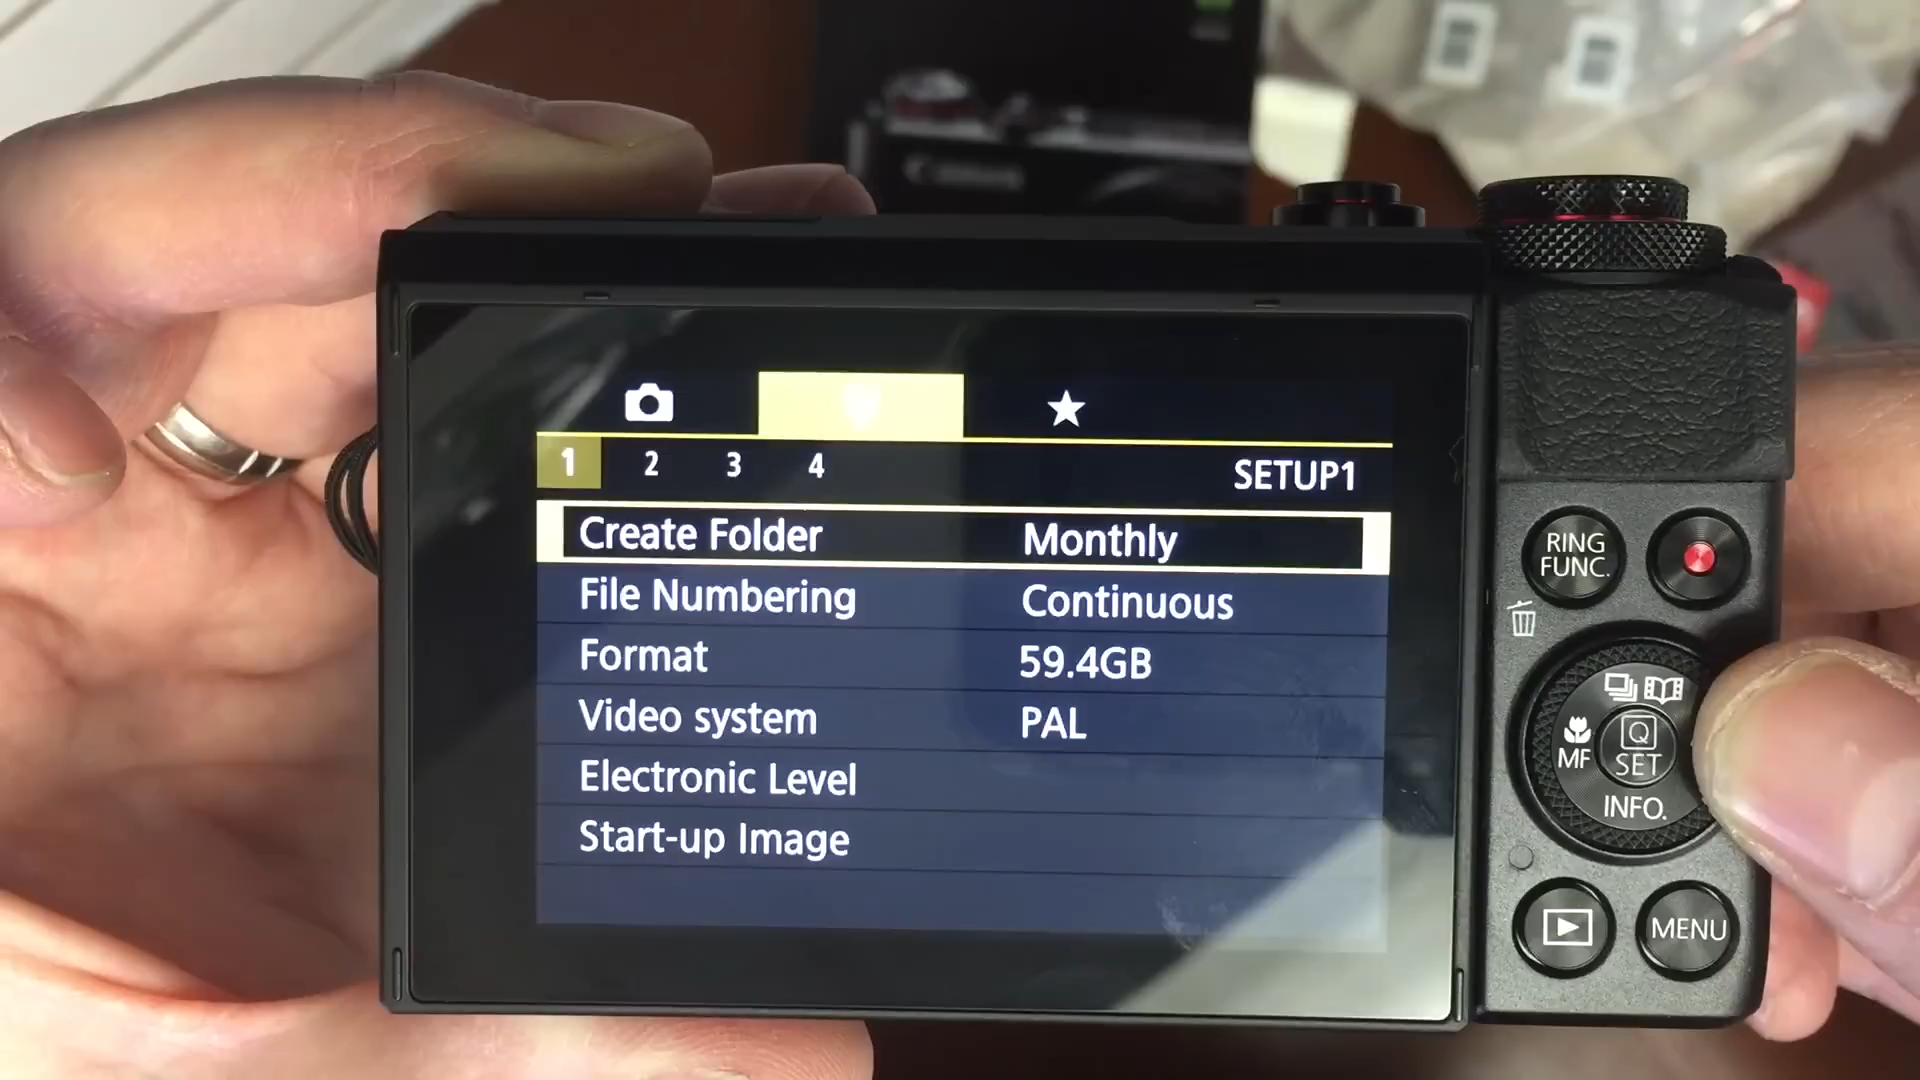 Canon
1 2 3 4 SETUP1
Create Folder Monthly
File Numbering Continuous
Format 59.4GB
Video system PAL
Electronic Level
Start-up Image
RING
FUNC.
MF
Q
SET
INFO.
MENU